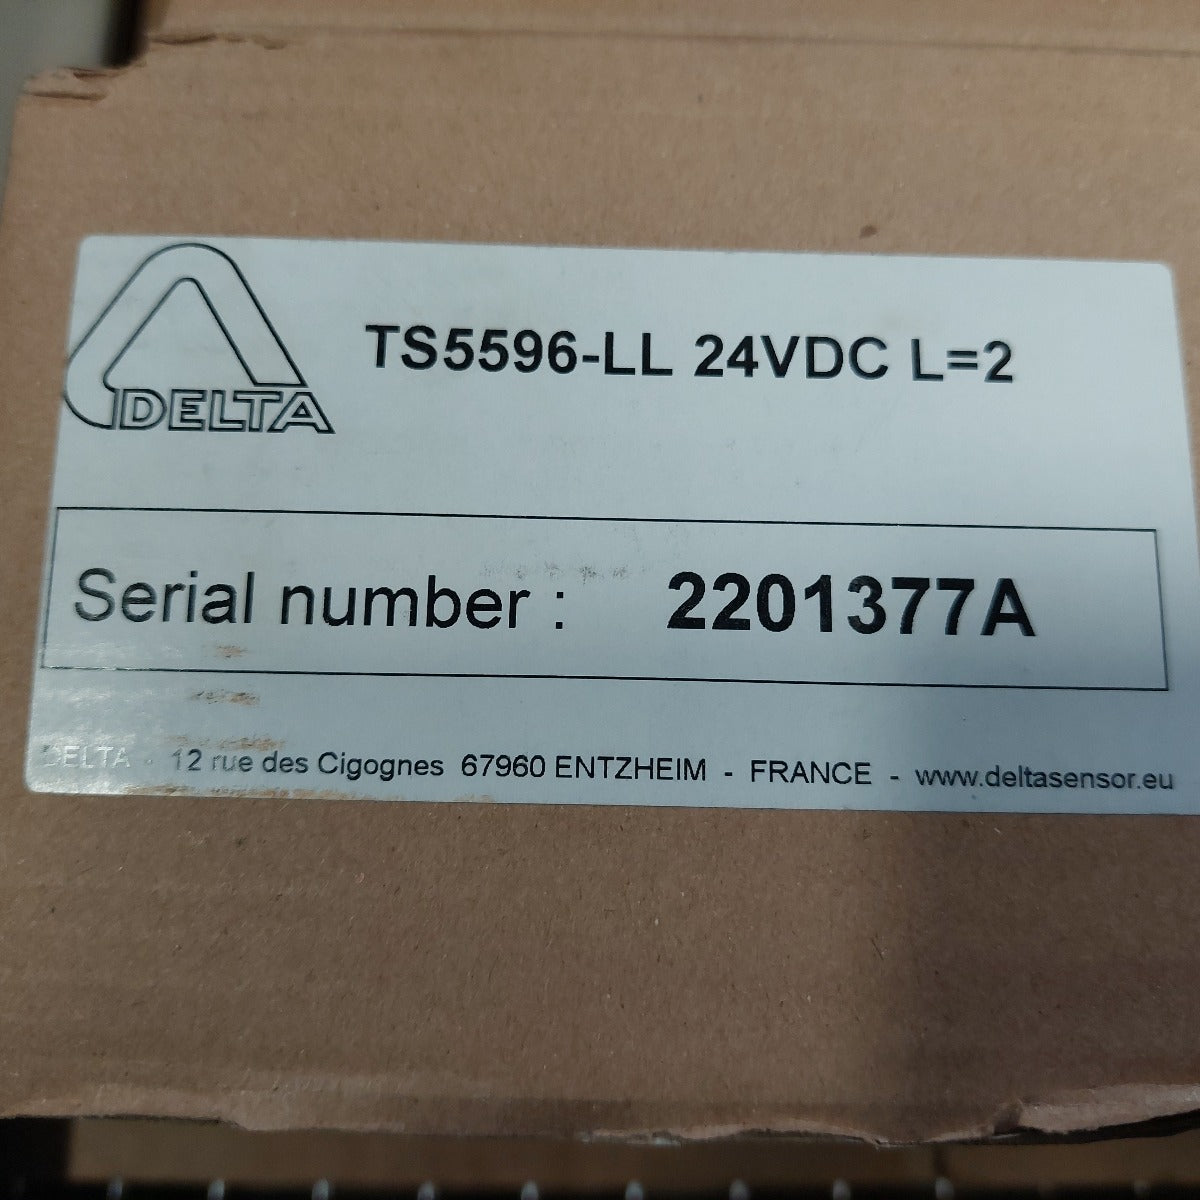 DELTA
TS5596-LL 24VDC L=2
Serial number : 2201377A
DELTA - 12 rue des Cigognes 67960 ENTZHEIM - FRANCE - www.deltasensor.eu